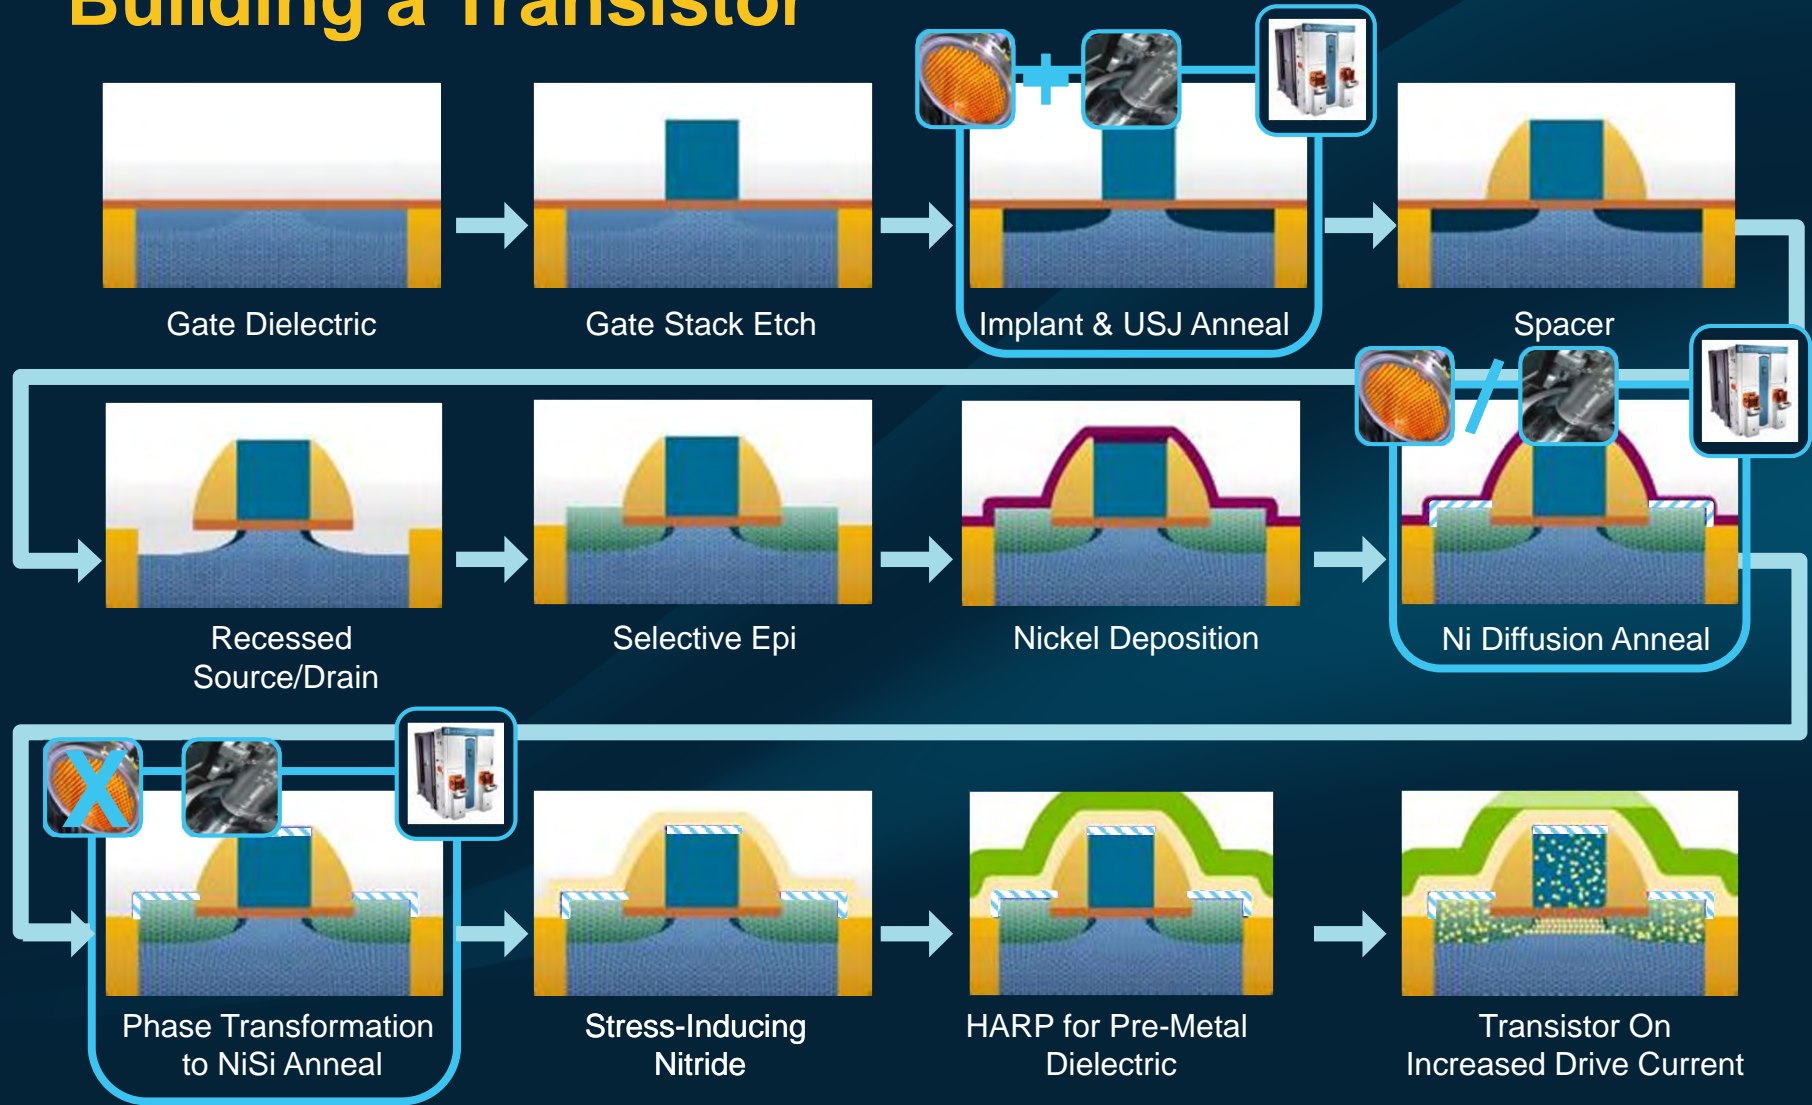 Building a Transistor
+
Gate Dielectric
Gate Stack Etch
Implant & USJ Anneal
Spacer
/
Recessed
Source/Drain
Selective Epi
Nickel Deposition
Ni Diffusion Anneal
X
Phase Transformation
to NiSi Anneal
Stress-Inducing
Nitride
HARP for Pre-Metal
Dielectric
Transistor On
Increased Drive Current